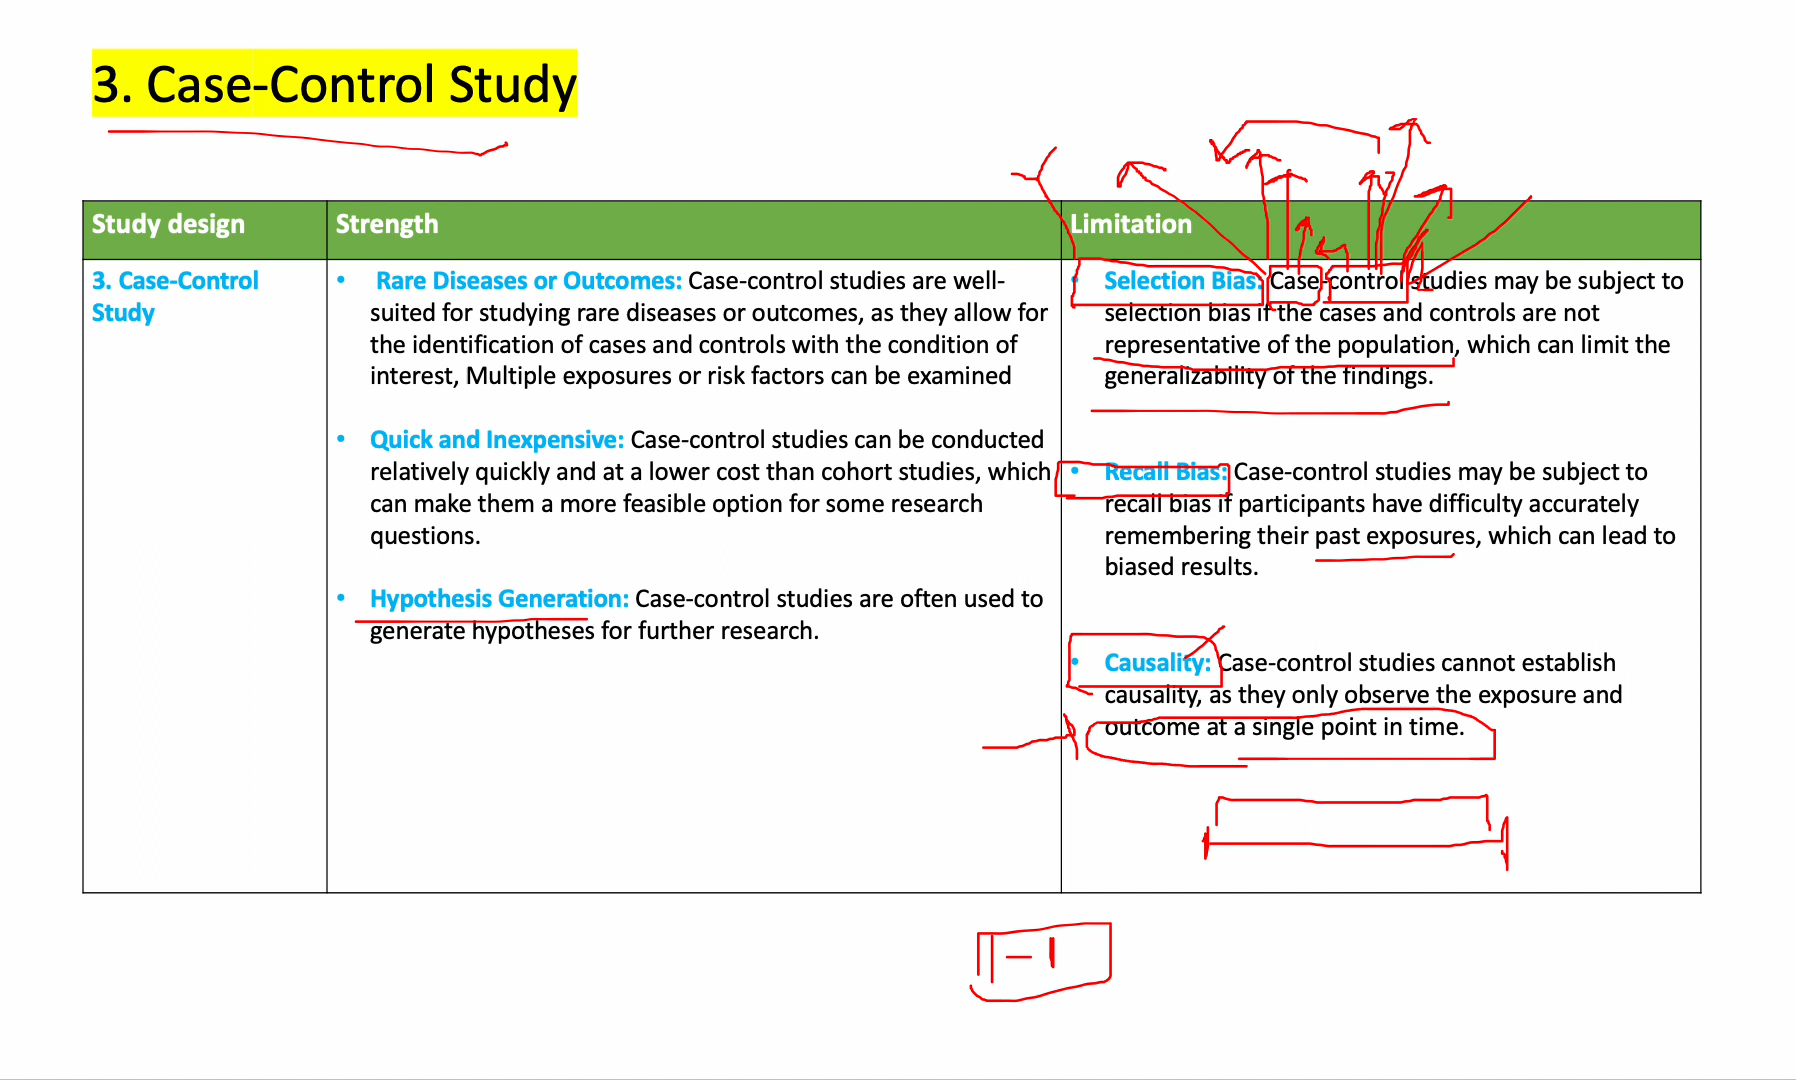 3. Case-Control Study
Study design
Strength
Limitation
3. Case-Control
Study
• Rare Diseases or Outcomes: Case-control studies are well-
suited for studying rare diseases or outcomes, as they allow for
the identification of cases and controls with the condition of
interest, Multiple exposures or risk factors can be examined
• Quick and Inexpensive: Case-control studies can be conducted
relatively quickly and at a lower cost than cohort studies, which
can make them a more feasible option for some research
questions.
• Hypothesis Generation: Case-control studies are often used to
generate hypotheses for further research.
• Selection Bias: Case-control studies may be subject to
selection bias if the cases and controls are not
representative of the population, which can limit the
generalizability of the findings.
• Recall Bias: Case-control studies may be subject to
recall bias if participants have difficulty accurately
remembering their past exposures, which can lead to
biased results.
• Causality: Case-control studies cannot establish
causality, as they only observe the exposure and
outcome at a single point in time.
1-1